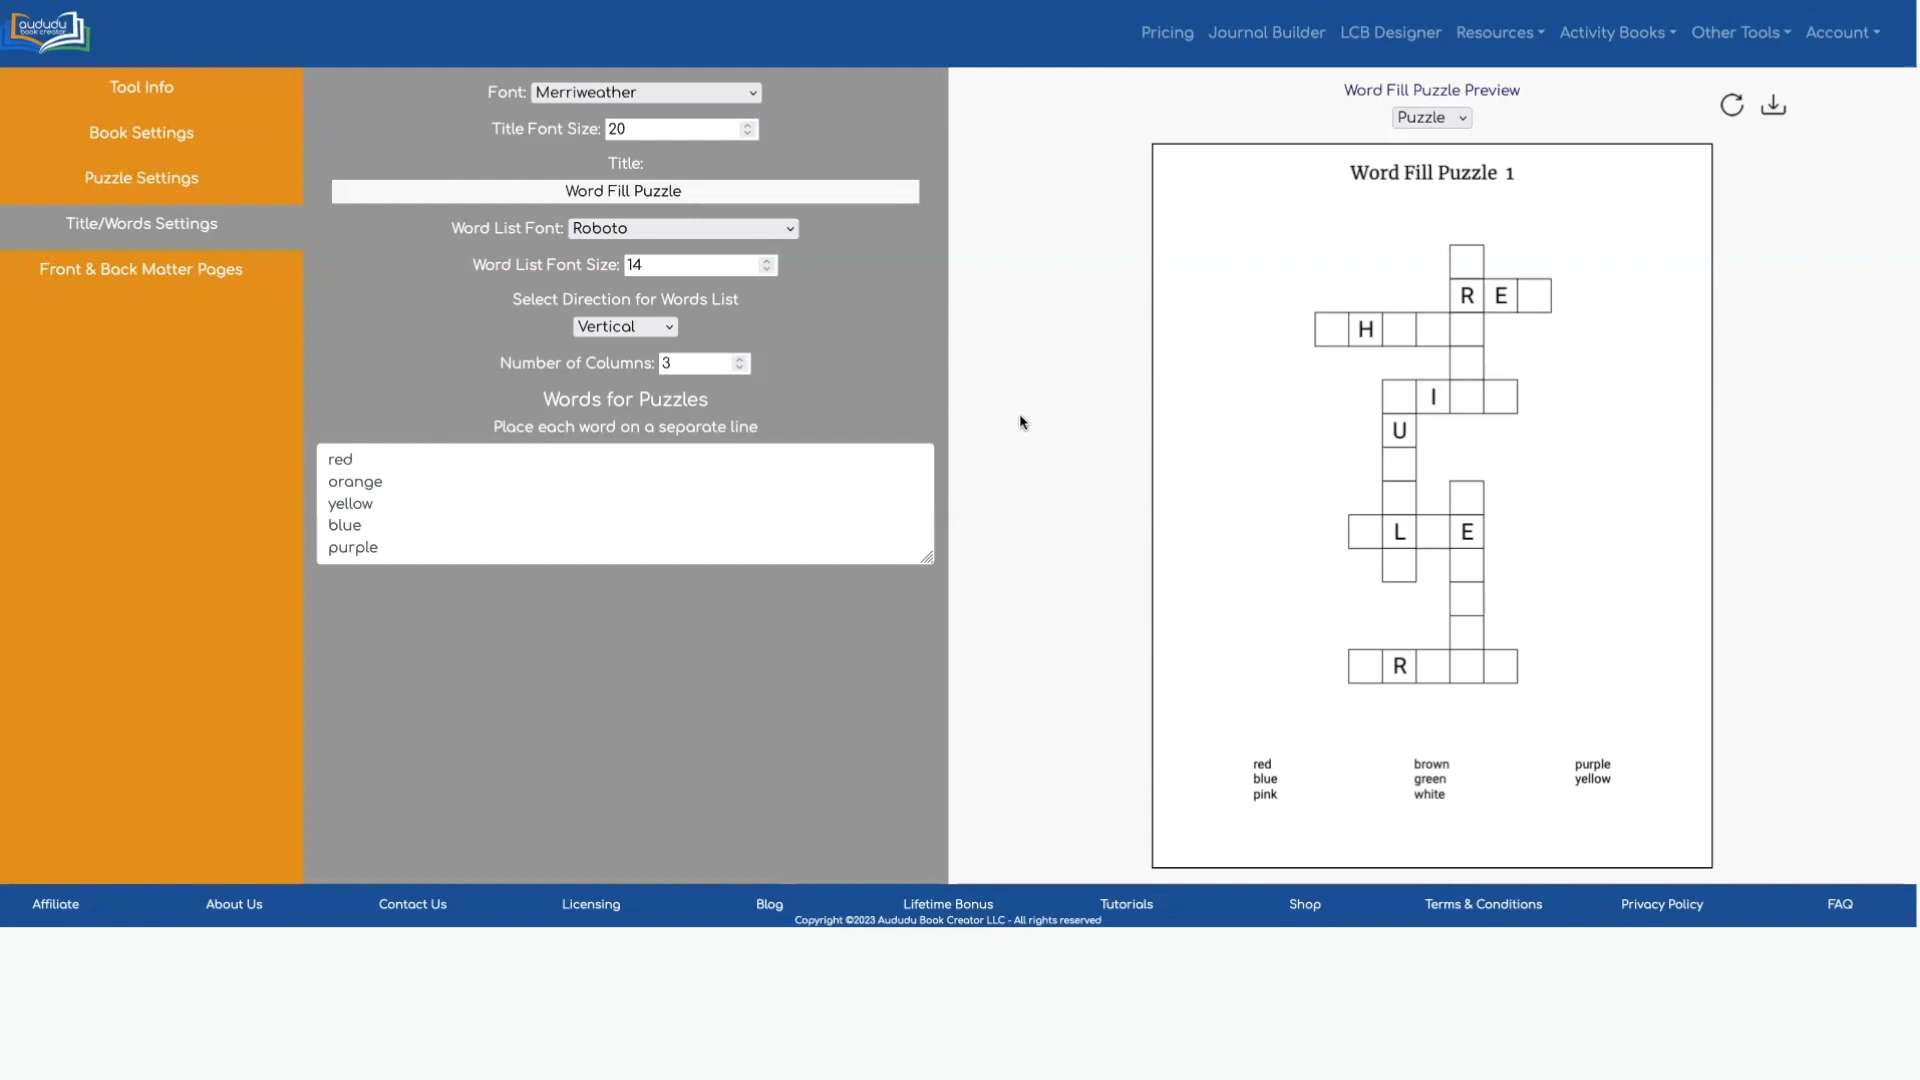 aududu
book creator
Pricing
Journal Builder
LCB Designer
Resources
Activity Books
Other Tools
Account
Tool Info
Book Settings
Puzzle Settings
Title/Words Settings
Front & Back Matter Pages
Font: Merriweather
Title Font Size: 20
Title:
Word Fill Puzzle
Word List Font: Roboto
Word List Font Size: 14
Select Direction for Words List
Vertical
Number of Columns: 3
Words for Puzzles
Place each word on a separate line
red
orange
yellow
blue
purple
Word Fill Puzzle Preview
Puzzle
Word Fill Puzzle 1
R E
H
I
U
L E
R
red brown purple
blue green yellow
pink white
Affiliate
About Us
Contact Us
Licensing
Blog
Lifetime Bonus
Tutorials
Shop
Terms & Conditions
Privacy Policy
FAQ
Copyright ©2023 Aududu Book Creator LLC - All rights reserved